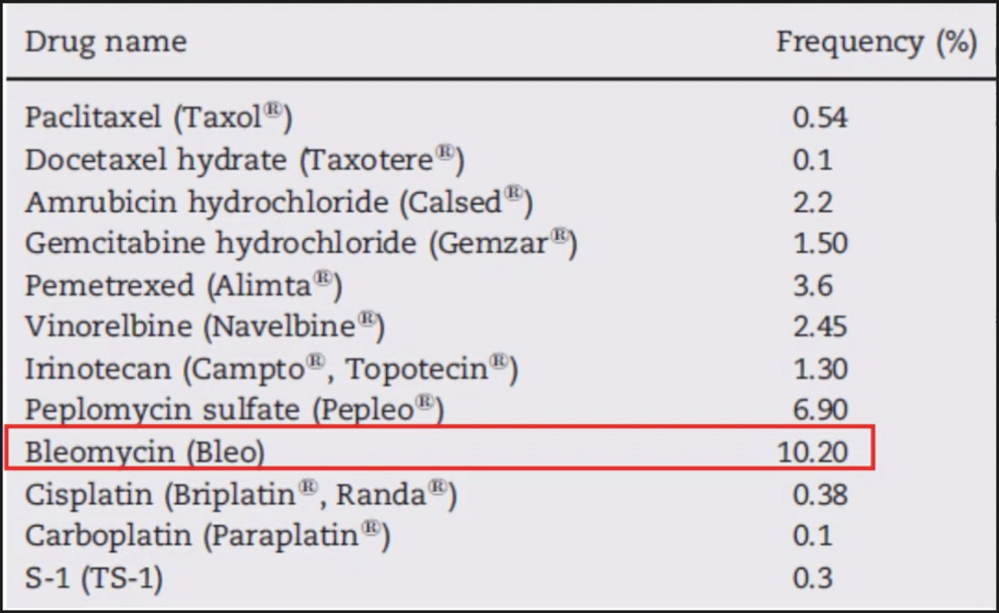 Drug name Frequency (%)
Paclitaxel (Taxol®) 0.54
Docetaxel hydrate (Taxotere®) 0.1
Amrubicin hydrochloride (Calsed®) 2.2
Gemcitabine hydrochloride (Gemzar®) 1.50
Pemetrexed (Alimta®) 3.6
Vinorelbine (Navelbine®) 2.45
Irinotecan (Campto®, Topotecin®) 1.30
Peplomycin sulfate (Pepleo®) 6.90
Bleomycin (Bleo) 10.20
Cisplatin (Briplatin®, Randa®) 0.38
Carboplatin (Paraplatin®) 0.1
S-1 (TS-1) 0.3